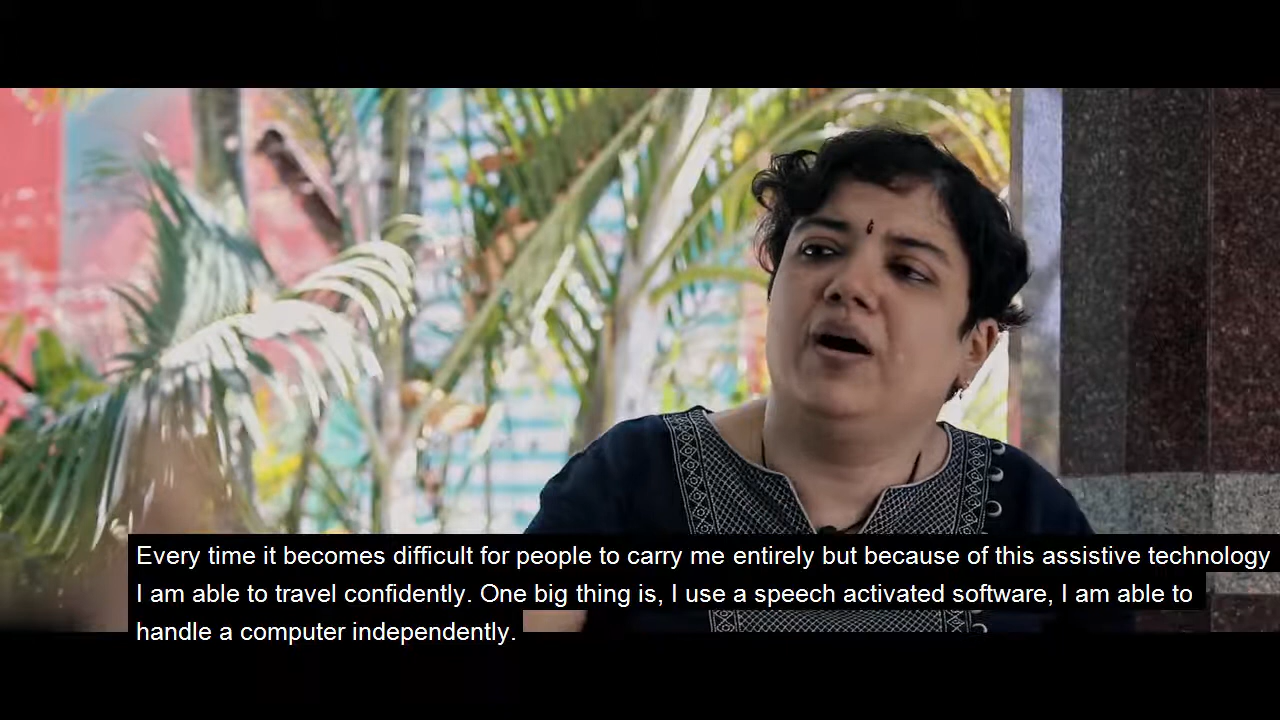 Every time it becomes difficult for people to carry me entirely but because of this assistive technology
I am able to travel confidently. One big thing is, I use a speech activated software, I am able to
handle a computer independently.